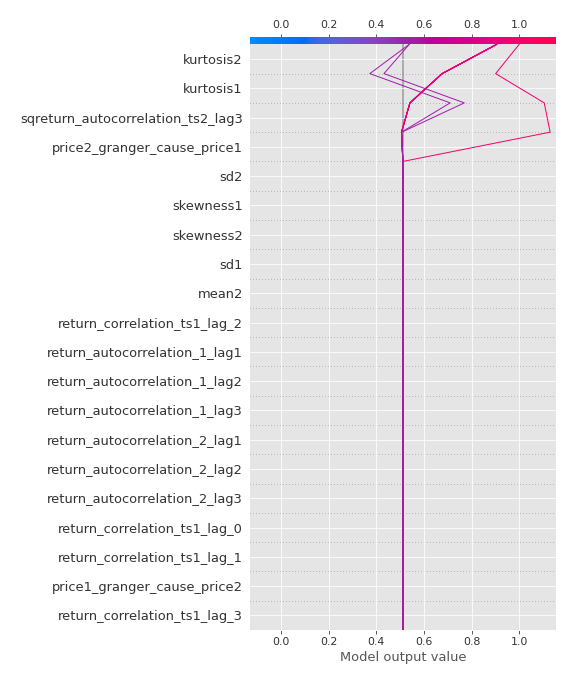 0.0 0.2 0.4 0.6 0.8 1.0
kurtosis2
kurtosis1
sqreturn_autocorrelation_ts2_lag3
price2_granger_cause_price1
sd2
skewness1
skewness2
sd1
mean2
return_correlation_ts1_lag_2
return_autocorrelation_1_lag1
return_autocorrelation_1_lag2
return_autocorrelation_1_lag3
return_autocorrelation_2_lag1
return_autocorrelation_2_lag2
return_autocorrelation_2_lag3
return_correlation_ts1_lag_0
return_correlation_ts1_lag_1
price1_granger_cause_price2
return_correlation_ts1_lag_3
0.0 0.2 0.4 0.6 0.8 1.0
Model output value